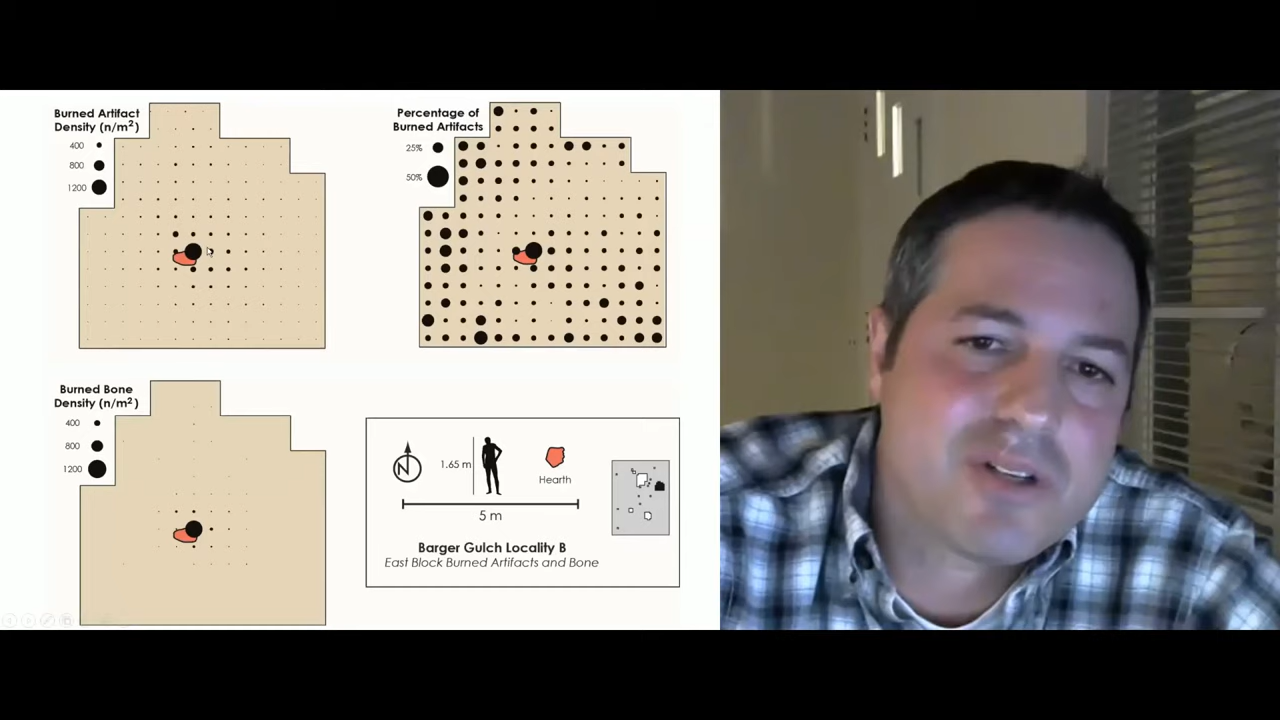 Burned Artifact
Density (n/m²)
400
800
1200
Percentage of
Burned Artifacts
25%
50%
Burned Bone
Density (n/m²)
400
800
1200
N
1.65 m
Hearth
5 m
Barger Gulch Locality B
East Block Burned Artifacts and Bone